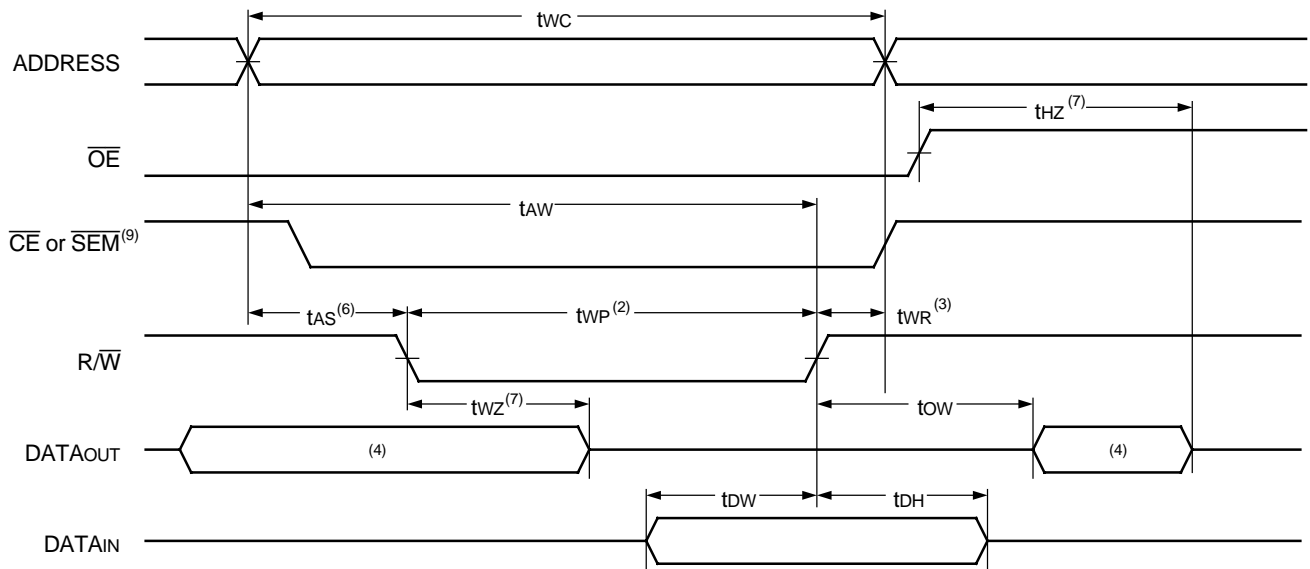 tWC
ADDRESS
tHZ(7)
OE
tAW
CE or SEM(9)
tAS(6)
tWP(2)
tWR(3)
R/W
tWZ(7)
tOW
DATAOUT
(4)
(4)
tDW
tDH
DATAIN